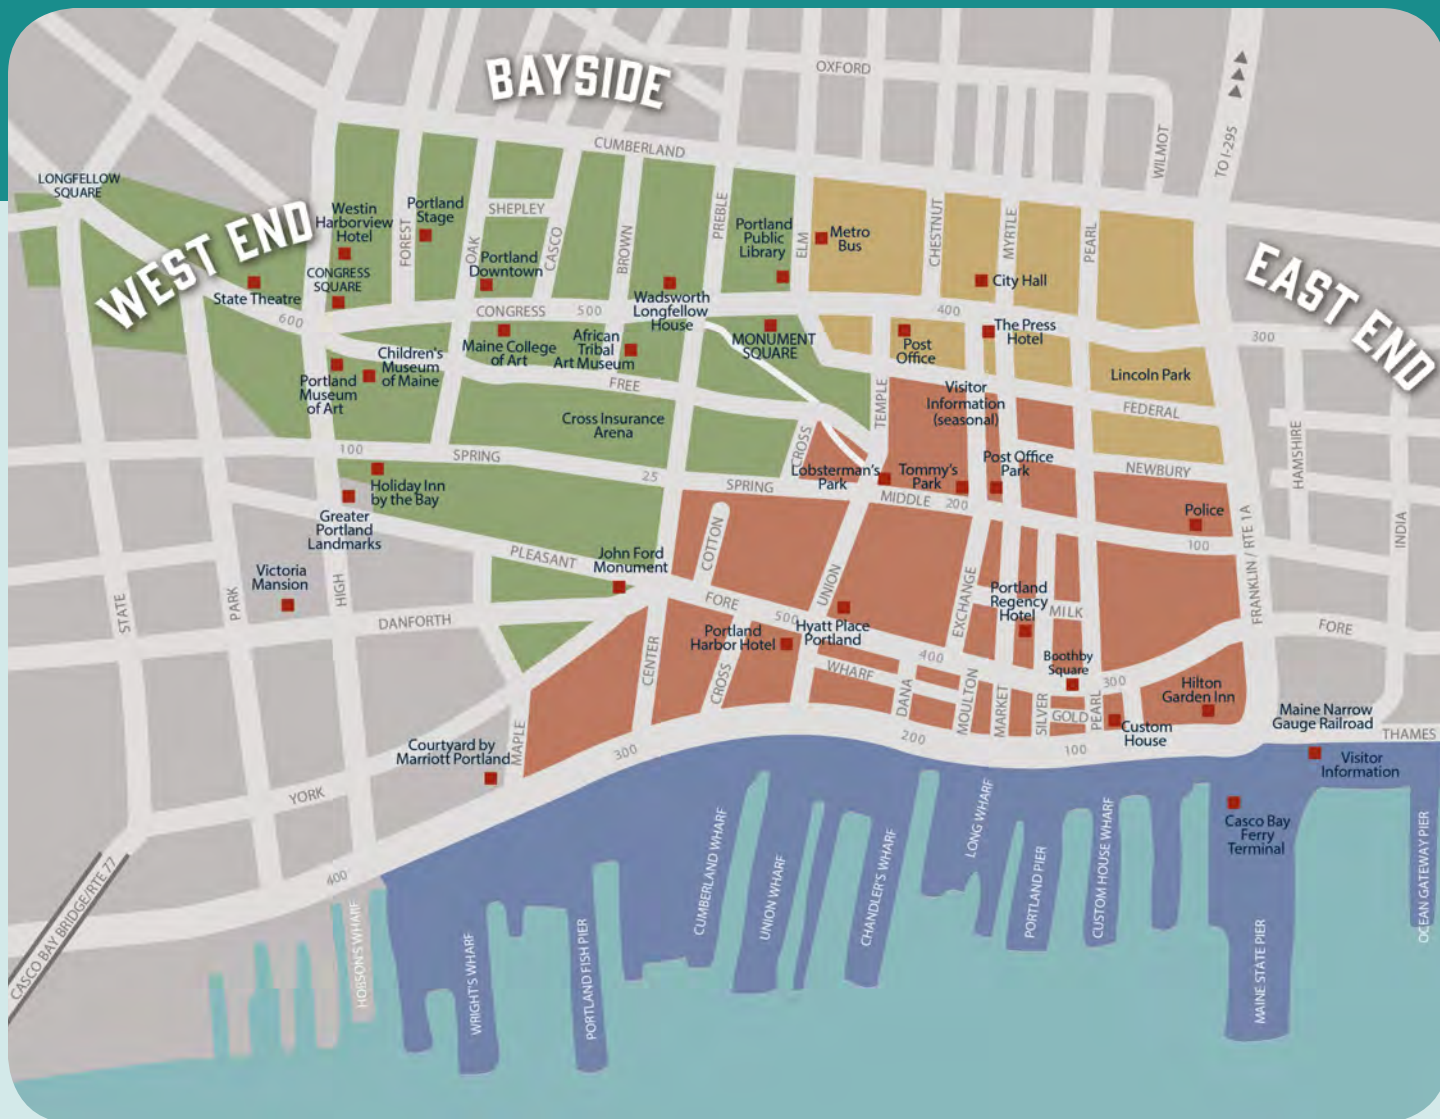 BAYSIDE
OXFORD
CUMBERLAND
WILMOT
TO I-295
LONGFELLOW
SQUARE
WEST END
EAST END
Westin
Harborview
Hotel
Portland
Stage
SHEPLEY
FOREST
OAK
CASCO
BROWN
PREBLE
ELM
CHESTNUT
MYRTLE
PEARL
Portland
Public
Library
Metro
Bus
Portland
Downtown
CONGRESS
SQUARE
State Theatre
City Hall
Wadsworth
Longfellow
House
600
CONGRESS
500
400
300
Maine College
of Art
African
Tribal
Art Museum
MONUMENT
SQUARE
Post
Office
The Press
Hotel
Children's
Museum
of Maine
Portland
Museum
of Art
FREE
TEMPLE
Visitor
Information
(seasonal)
Lincoln Park
FEDERAL
Cross Insurance
Arena
CROSS
HAMSHIRE
INDIA
100
SPRING
25
SPRING
Holiday Inn
by the Bay
Lobsterman's
Park
Tommy's
Park
Post Office
Park
NEWBURY
MIDDLE
200
Police
100
Greater
Portland
Landmarks
PLEASANT
COTTON
John Ford
Monument
UNION
EXCHANGE
FRANKLIN / RTE 1A
Victoria
Mansion
STATE
PARK
HIGH
DANFORTH
FORE
500
Hyatt Place
Portland
Portland
Regency
Hotel
MILK
FORE
Portland
Harbor Hotel
CENTER
CROSS
WHARF
400
DANA
MOULTON
MARKET
SILVER
GOLD
PEARL
Boothby
Square
300
Hilton
Garden Inn
Custom
House
Maine Narrow
Gauge Railroad
THAMES
MAPLE
Courtyard by
Marriott Portland
300
200
100
Visitor
Information
YORK
Casco Bay
Ferry
Terminal
400
CASCO BAY BRIDGE/RTE 77
HOBSON'S WHARF
WRIGHT'S WHARF
PORTLAND FISH PIER
CUMBERLAND WHARF
UNION WHARF
CHANDLER'S WHARF
LONG WHARF
PORTLAND PIER
CUSTOM HOUSE WHARF
MAINE STATE PIER
OCEAN GATEWAY PIER